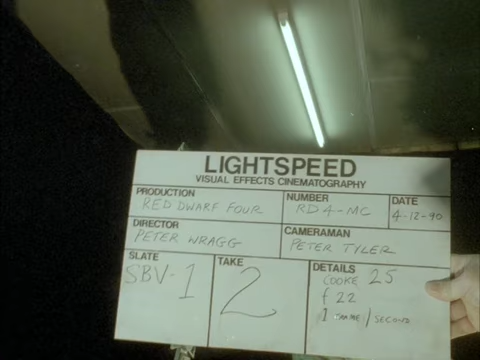 LIGHTSPEED
VISUAL EFFECTS CINEMATOGRAPHY
PRODUCTION
RED DWARF FOUR
NUMBER
RD4-MC
DATE
4-12-90
DIRECTOR
PETER WRAGG
CAMERAMAN
PETER TYLER
SLATE
SBV-1
TAKE
2
DETAILS
COOKE 25
f 22
1 FRAME / SECOND